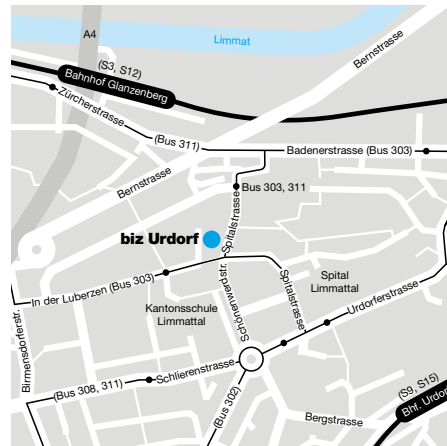 A4
Limmat
Bernstrasse
(S3, S12)
Bahnhof Glanzenberg
Zürcherstrasse
(Bus 311)
Badenerstrasse (Bus 303)
Bernstrasse
Bus 303, 311
Spitalstrasse
biz Urdorf
In der Luberzen (Bus 303)
Schönenwerdstr.
Spitalstrasse
Spital
Limmattal
Kantonsschule
Limmattal
Urdorferstrasse
Birmensdorferstr.
Schlierenstrasse
(Bus 308, 311)
(Bus 302)
Bergstrasse
(S9, S15)
Bhf. Urdorf